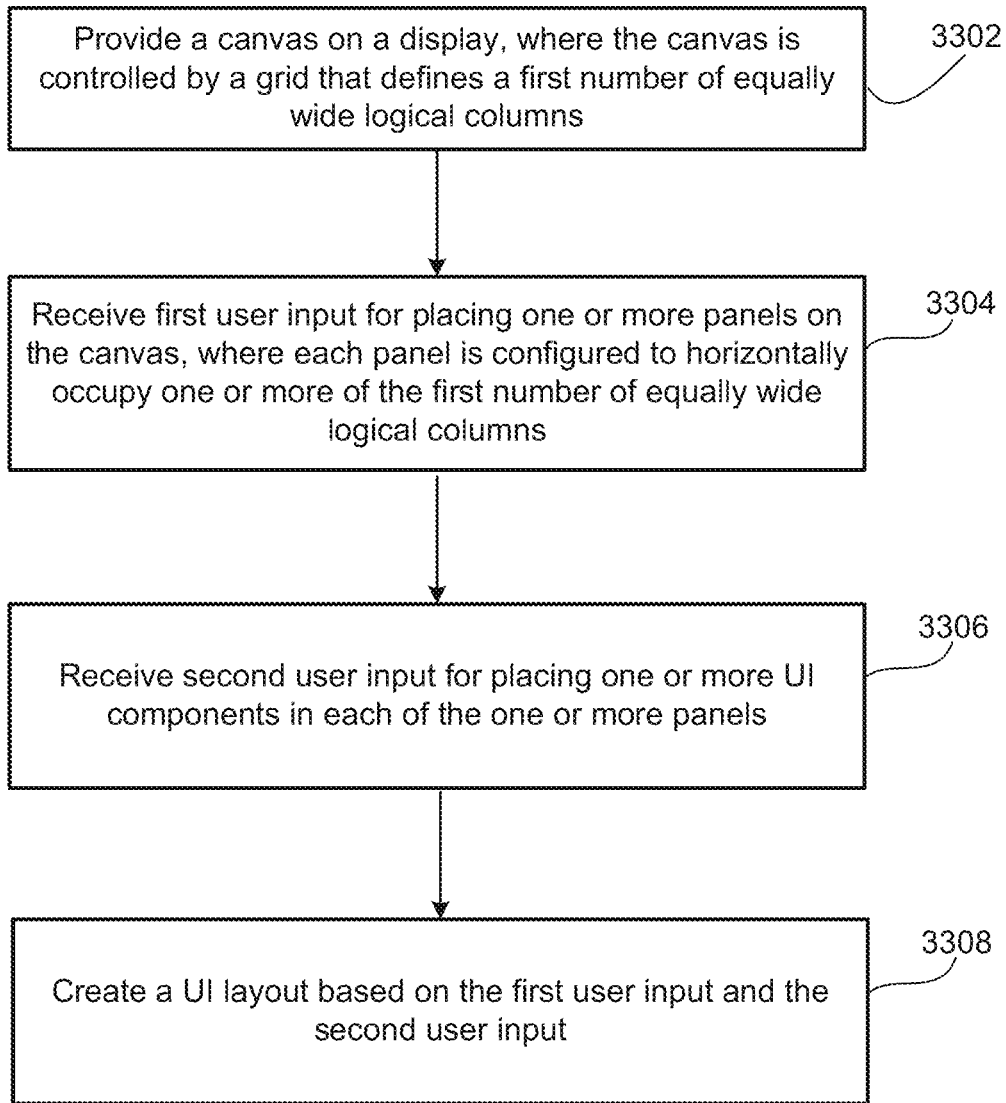 Provide a canvas on a display, where the canvas is
controlled by a grid that defines a first number of equally
wide logical columns
3302
Receive first user input for placing one or more panels on
the canvas, where each panel is configured to horizontally
occupy one or more of the first number of equally wide
logical columns
3304
Receive second user input for placing one or more UI
components in each of the one or more panels
3306
Create a UI layout based on the first user input and the
second user input
3308